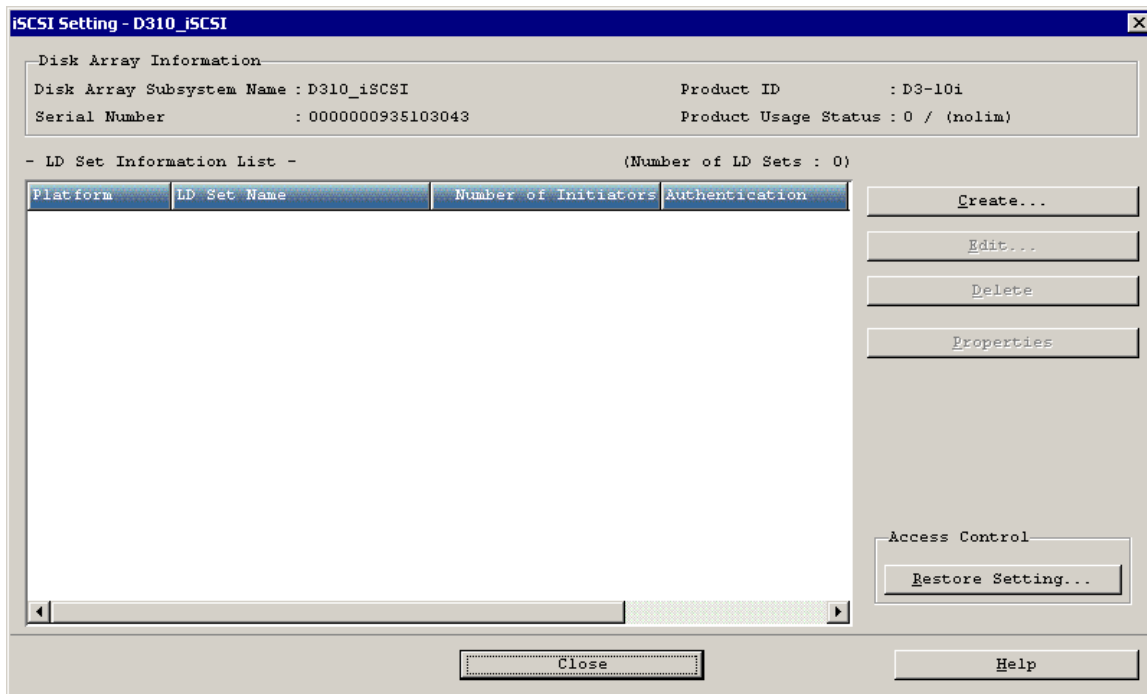 iSCSI Setting - D310_iSCSI
Disk Array Information
Disk Array Subsystem Name : D310_iSCSI Product ID : D3-10i
Serial Number : 0000000935103043 Product Usage Status : 0 / (nolim)
- LD Set Information List - (Number of LD Sets : 0)
Platform LD Set Name Number of Initiators Authentication
Create...
Edit...
Delete
Properties
Access Control
Restore Setting...
Close Help